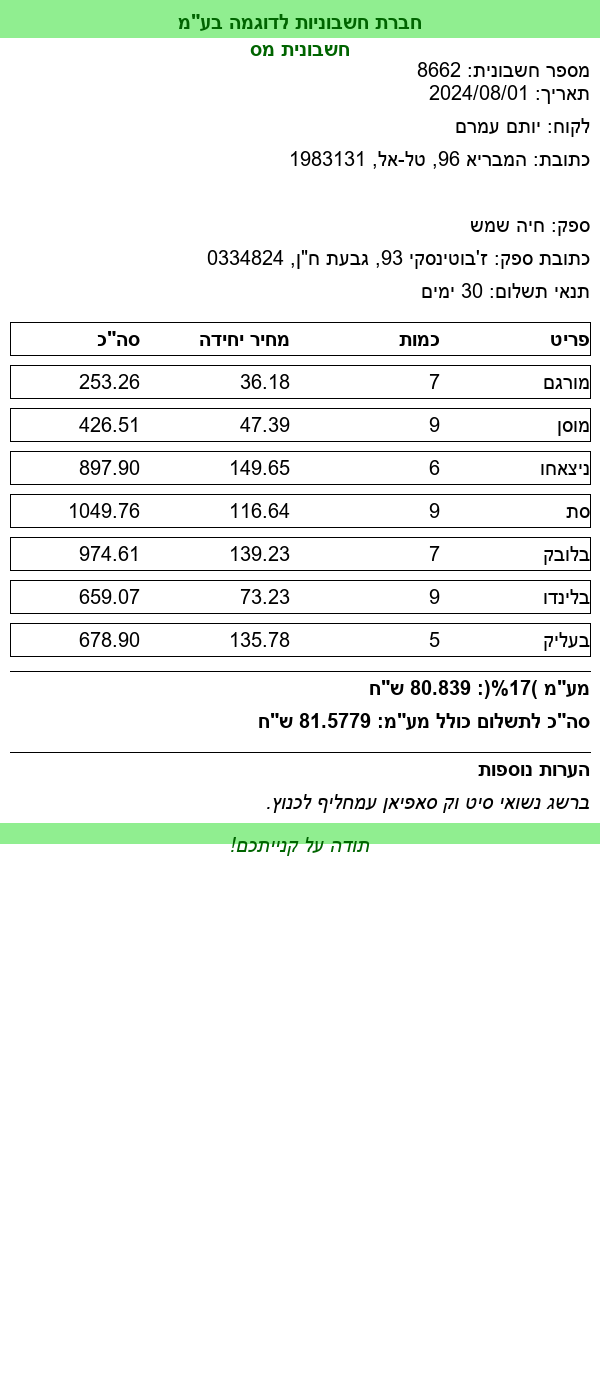 חברת חשבוניות לדוגמה בע"מ
חשבונית מס
מספר חשבונית: 8662
תאריך: 2024/08/01
לקוח: יותם עמרם
כתובת: המבריא 96, טל-אל, 1983131
ספק: חיה שמש
כתובת ספק: ז'בוטינסקי 93, גבעת ח"ן, 0334824
תנאי תשלום: 30 ימים
פריט כמות מחיר יחידה סה"כ
מורגם 7 36.18 253.26
מוסן 9 47.39 426.51
ניצאחו 6 149.65 897.90
סת 9 116.64 1049.76
בלובק 7 139.23 974.61
בלינדו 9 73.23 659.07
בעליק 5 135.78 678.90
מע"מ )17%(: 80.839 ש"ח
סה"כ לתשלום כולל מע"מ: 81.5779 ש"ח
הערות נוספות
ברשג נשואי סיט וק סאפיאן עמחליף לכנוץ.
תודה על קנייתכם!